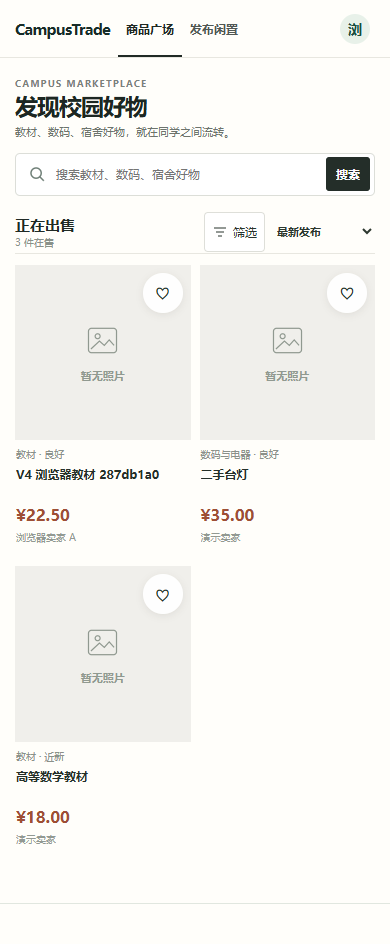 CampusTrade 商品广场 发布闲置 浏
CAMPUS MARKETPLACE
发现校园好物
教材、数码、宿舍好物，就在同学之间流转。
搜索教材、数码、宿舍好物 搜索
正在出售
3 件在售
筛选 最新发布
暂无照片
教材 · 良好
V4 浏览器教材 287db1a0
¥22.50
浏览器卖家 A
暂无照片
数码与电器 · 良好
二手台灯
¥35.00
演示卖家
暂无照片
教材 · 近新
高等数学教材
¥18.00
演示卖家